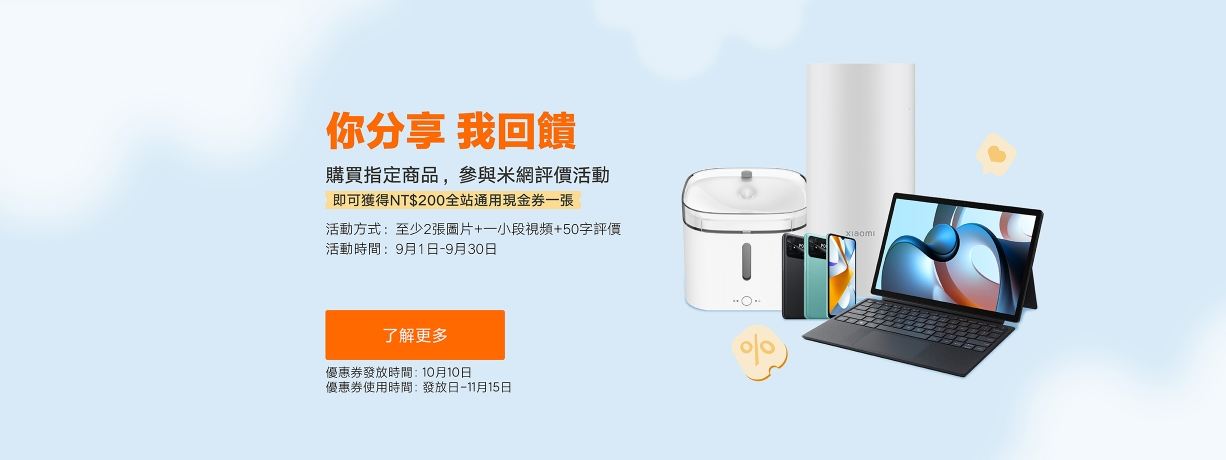 你分享 我回饋
購買指定商品，參與米網評價活動
即可獲得NT$200全站通用現金券一張
活動方式：至少2張圖片+一小段視頻+50字評價
活動時間：9月1日-9月30日
了解更多
優惠券發放時間：10月10日
優惠券使用時間：發放日-11月15日
xiaomi
%